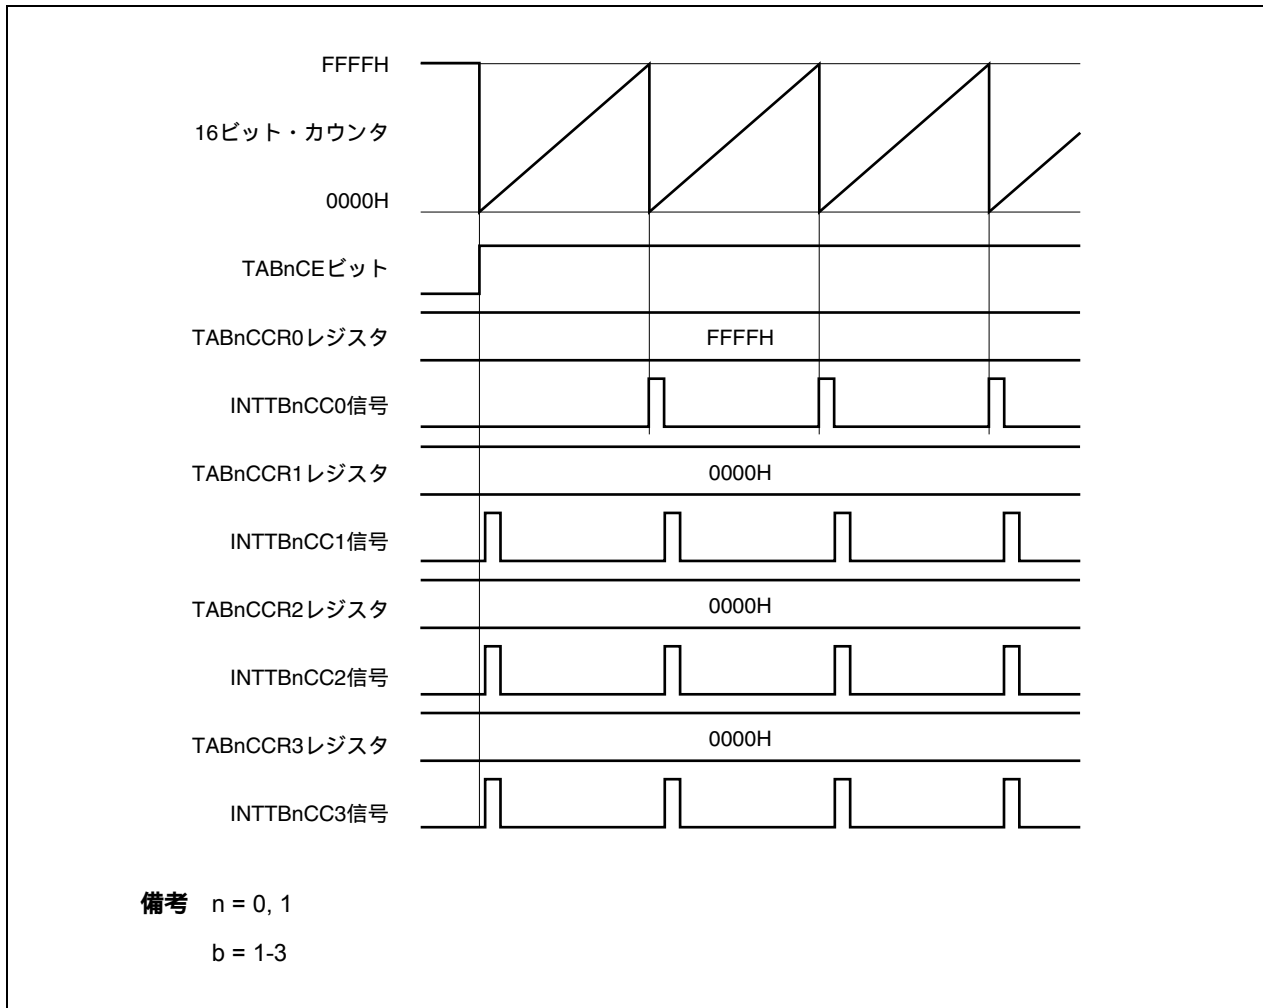 FFFFH
16ビット・カウンタ
0000H
TABnCEビット
TABnCCR0レジスタ
FFFFH
INTTBnCC0信号
TABnCCR1レジスタ
0000H
INTTBnCC1信号
TABnCCR2レジスタ
0000H
INTTBnCC2信号
TABnCCR3レジスタ
0000H
INTTBnCC3信号
備考 n = 0, 1
b = 1-3